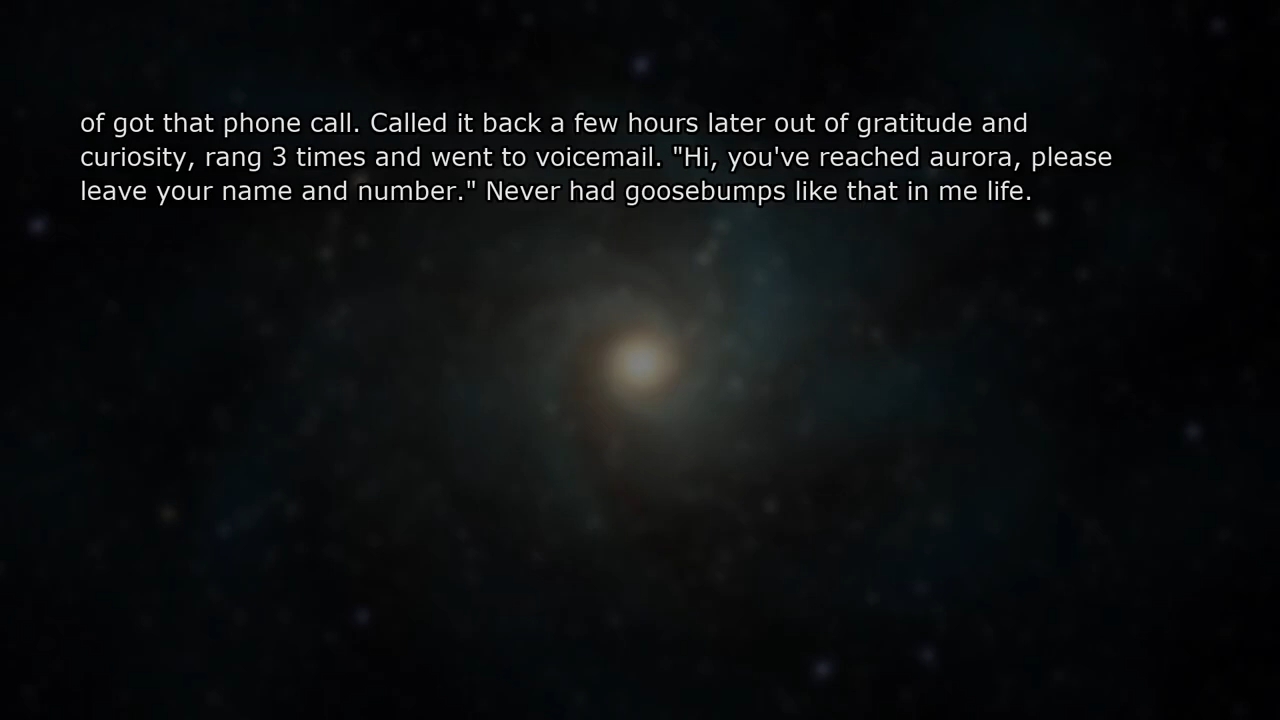 of got that phone call. Called it back a few hours later out of gratitude and
curiosity, rang 3 times and went to voicemail. "Hi, you've reached aurora, please
leave your name and number." Never had goosebumps like that in me life.